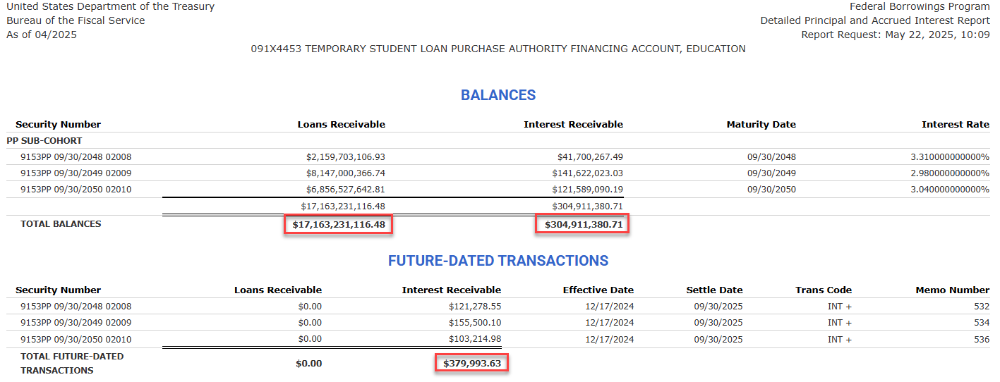 United States Department of the Treasury Federal Borrowings Program
Bureau of the Fiscal Service Detailed Principal and Accrued Interest Report
As of 04/2025 Report Request: May 22, 2025, 10:09
091X4453 TEMPORARY STUDENT LOAN PURCHASE AUTHORITY FINANCING ACCOUNT, EDUCATION
BALANCES
Security Number Loans Receivable Interest Receivable Maturity Date Interest Rate
PP SUB-COHORT
9153PP 09/30/2048 02008 $2,159,703,106.93 $41,700,267.49 09/30/2048 3.310000000000%
9153PP 09/30/2049 02009 $8,147,000,366.74 $141,622,023.03 09/30/2049 2.980000000000%
9153PP 09/30/2050 02010 $6,856,527,642.81 $121,589,090.19 09/30/2050 3.040000000000%
$17,163,231,116.48 $304,911,380.71
TOTAL BALANCES $17,163,231,116.48 $304,911,380.71
FUTURE-DATED TRANSACTIONS
Security Number Loans Receivable Interest Receivable Effective Date Settle Date Trans Code Memo Number
9153PP 09/30/2048 02008 $0.00 $121,278.55 12/17/2024 09/30/2025 INT + 532
9153PP 09/30/2049 02009 $0.00 $155,500.10 12/17/2024 09/30/2025 INT + 534
9153PP 09/30/2050 02010 $0.00 $103,214.98 12/17/2024 09/30/2025 INT + 536
TOTAL FUTURE-DATED
TRANSACTIONS $0.00 $379,993.63